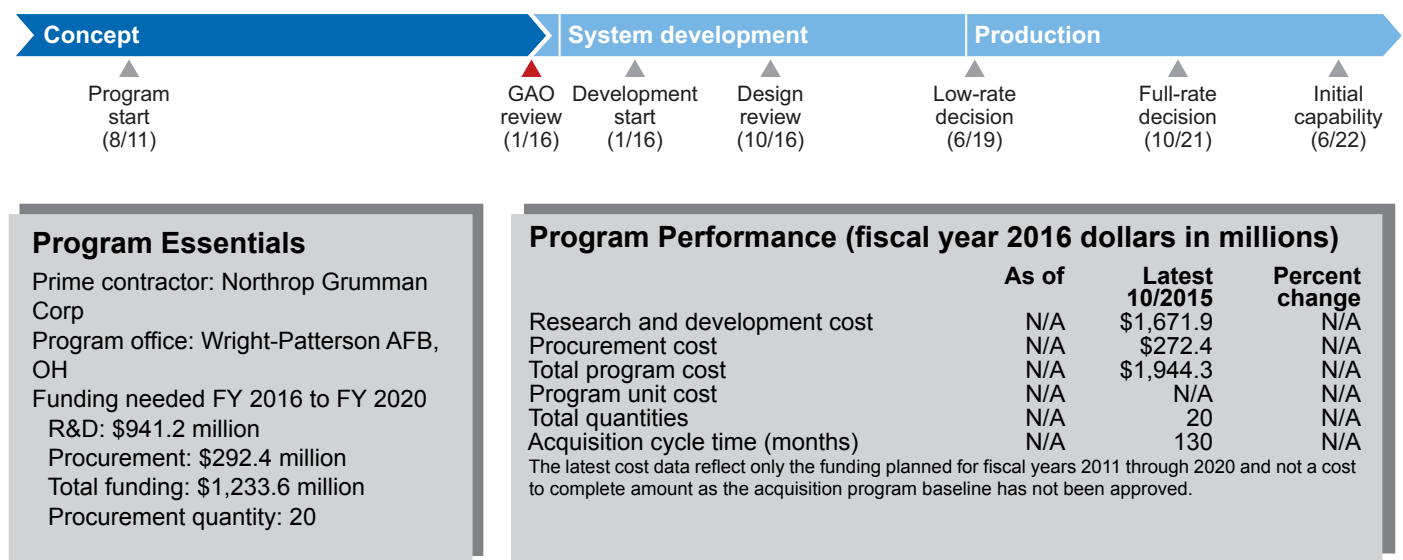 Concept
System development
Production
Program
start
(8/11)
GAO
review
(1/16)
Development
start
(1/16)
Design
review
(10/16)
Low-rate
decision
(6/19)
Full-rate
decision
(10/21)
Initial
capability
(6/22)
Program Essentials
Prime contractor: Northrop Grumman
Corp
Program office: Wright-Patterson AFB,
OH
Funding needed FY 2016 to FY 2020
R&D: $941.2 million
Procurement: $292.4 million
Total funding: $1,233.6 million
Procurement quantity: 20
Program Performance (fiscal year 2016 dollars in millions)
As of Latest Percent
10/2015 change
Research and development cost N/A $1,671.9 N/A
Procurement cost N/A $272.4 N/A
Total program cost N/A $1,944.3 N/A
Program unit cost N/A N/A N/A
Total quantities N/A 20 N/A
Acquisition cycle time (months) N/A 130 N/A
The latest cost data reflect only the funding planned for fiscal years 2011 through 2020 and not a cost
to complete amount as the acquisition program baseline has not been approved.